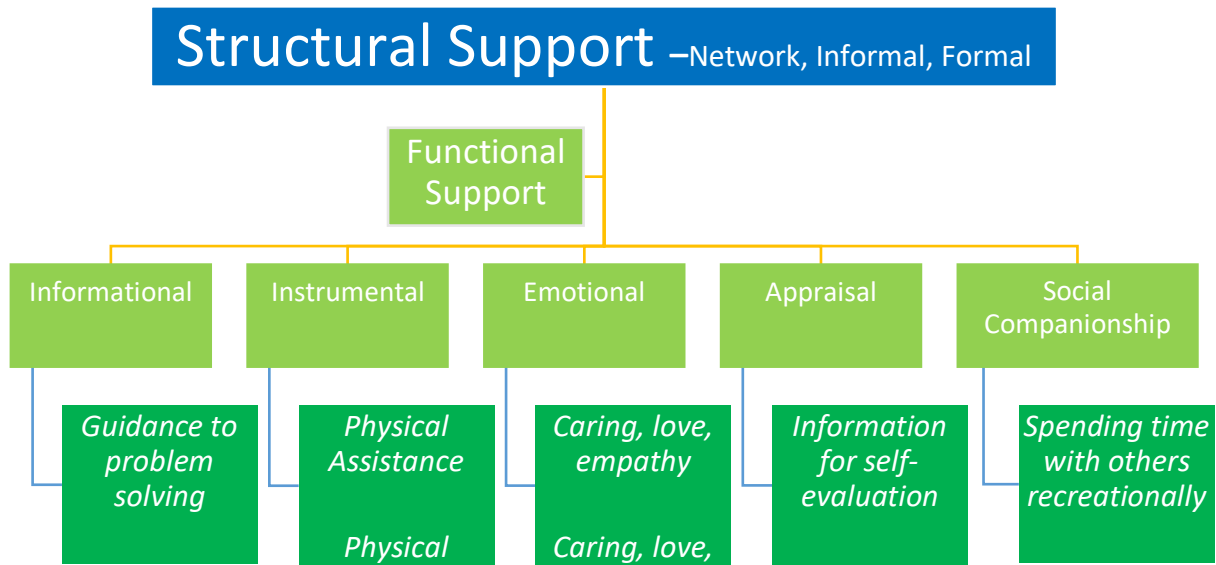 Structural Support –Network, Informal, Formal
Functional
Support
Informational
Instrumental
Emotional
Appraisal
Social
Companionship
Guidance to
problem
solving
Physical
Assistance
Physical
Caring, love,
empathy
Caring, love,
Information
for self-
evaluation
Spending time
with others
recreationally